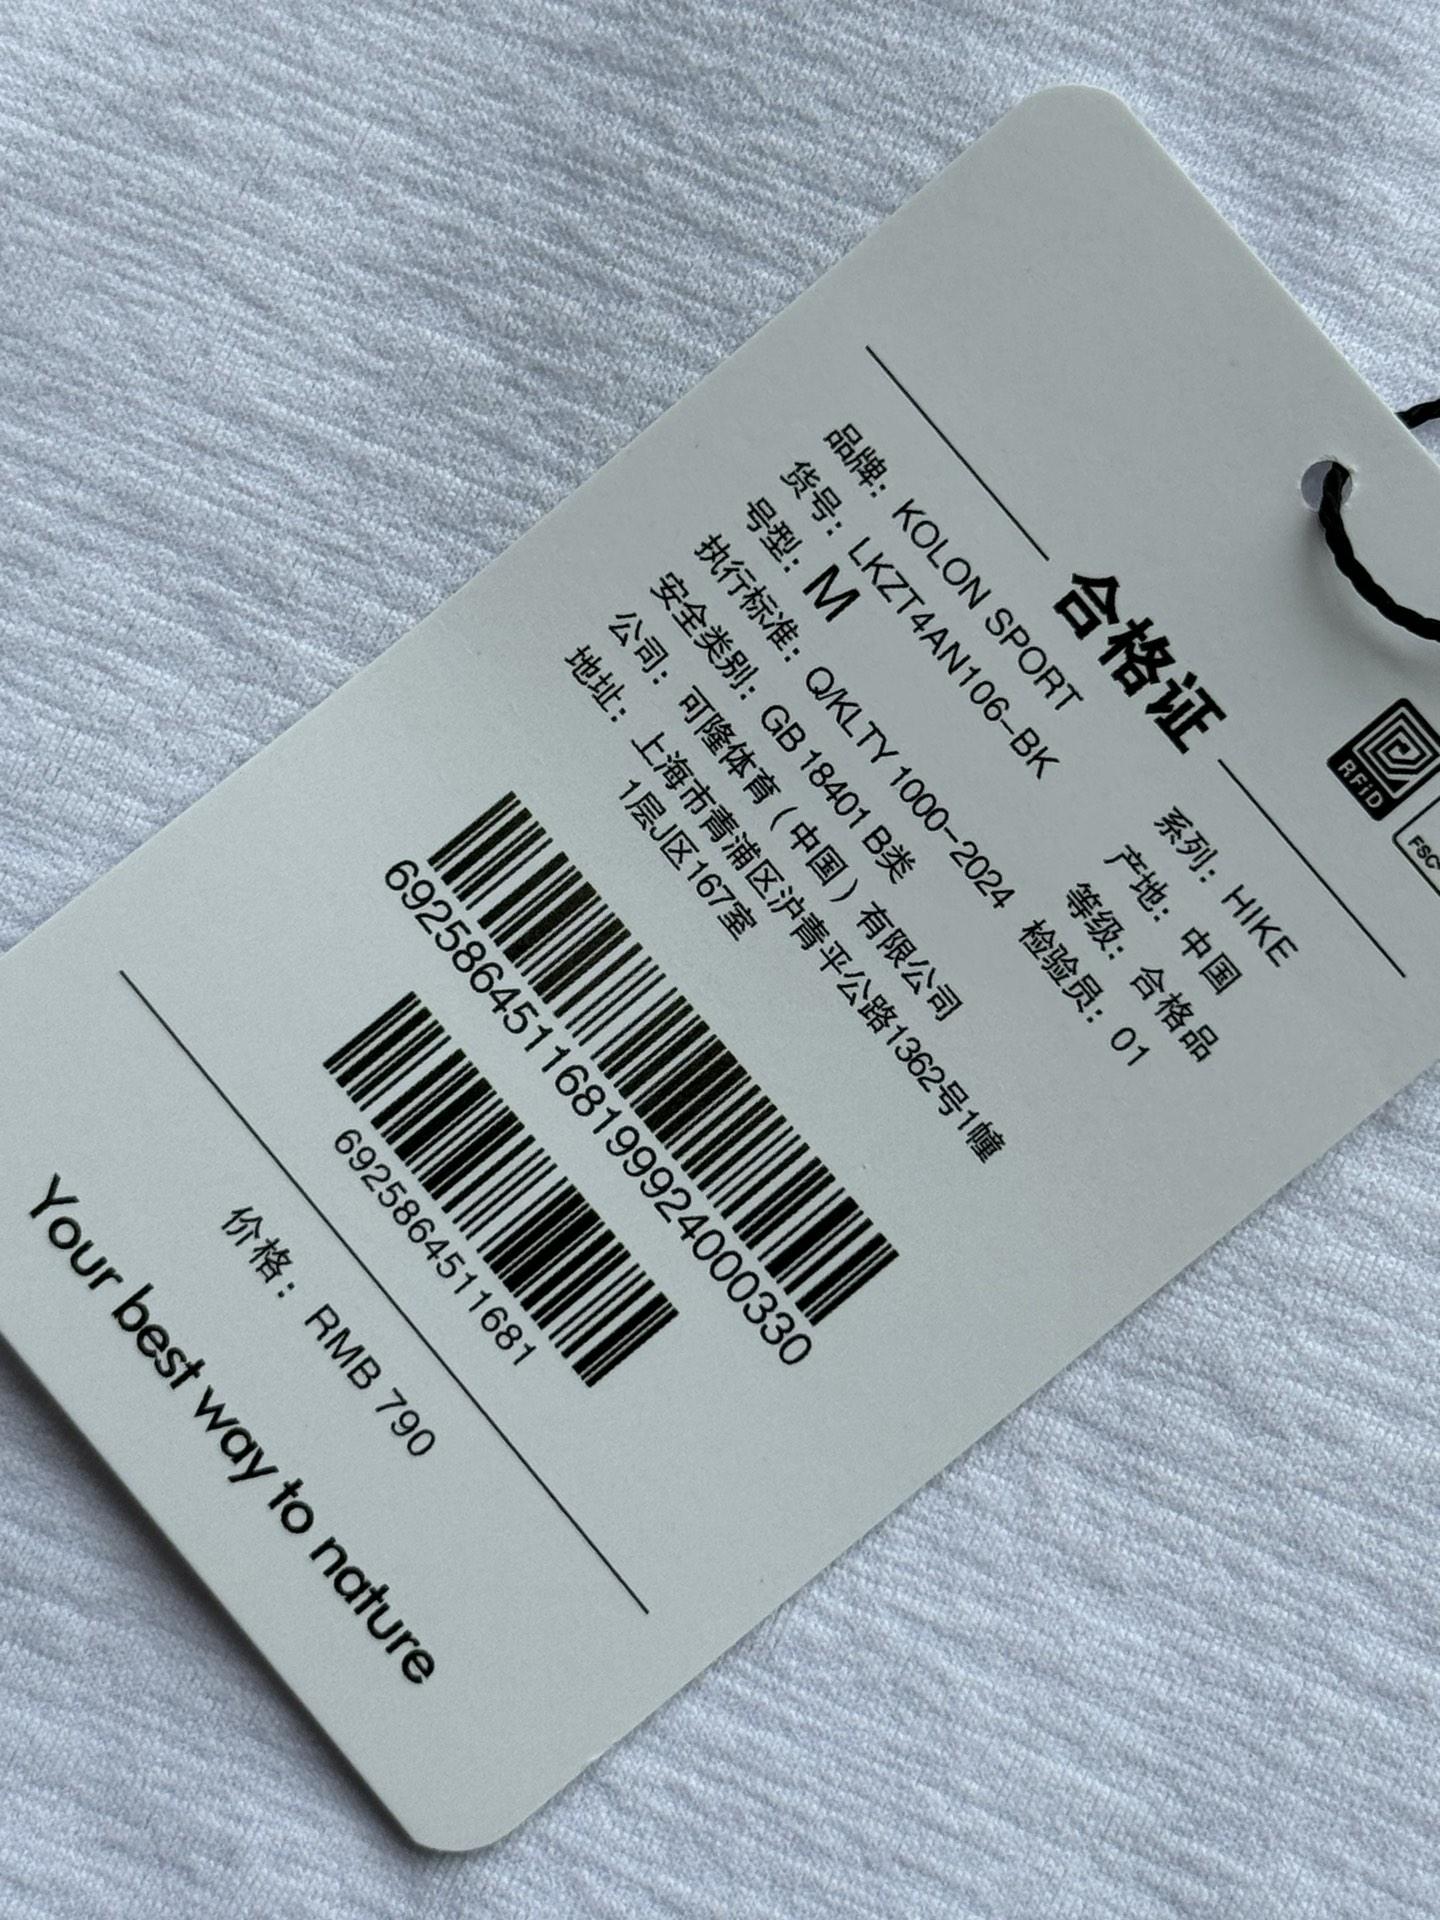 合格证
品牌：KOLON SPORT
系列：HIKE
货号：LKZT4AN106-BK
产地：中国
号型：M
等级：合格品
执行标准：Q/KLTY 1000-2024
检验员：01
安全类别：GB 18401 B类
公司：可隆体育（中国）有限公司
地址：上海市青浦区沪青平公路1362号1幢
1层J区167室
6925864511681999240000330
6925864511681
价格：RMB 790
Your best way to nature
RFiD
FSC